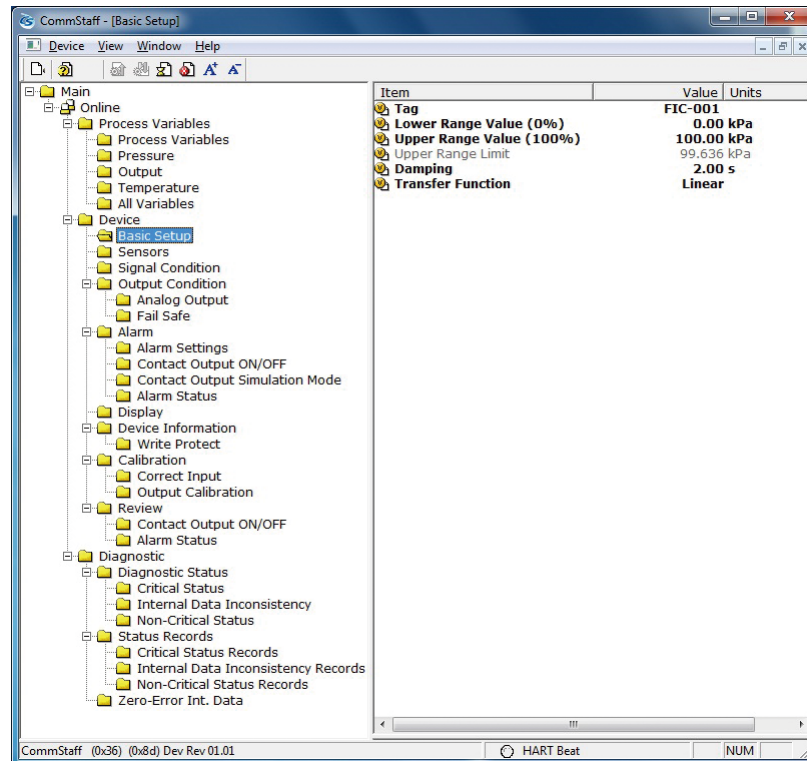 CommStaff - [Basic Setup]
Device View Window Help
A+ A-
Main
Online
Process Variables
Process Variables
Pressure
Output
Temperature
All Variables
Device
Basic Setup
Sensors
Signal Condition
Output Condition
Analog Output
Fail Safe
Alarm
Alarm Settings
Contact Output ON/OFF
Contact Output Simulation Mode
Alarm Status
Display
Device Information
Write Protect
Calibration
Correct Input
Output Calibration
Review
Contact Output ON/OFF
Alarm Status
Diagnostic
Diagnostic Status
Critical Status
Internal Data Inconsistency
Non-Critical Status
Status Records
Critical Status Records
Internal Data Inconsistency Records
Non-Critical Status Records
Zero-Error Int. Data
Item Value Units
Tag FIC-001
Lower Range Value (0%) 0.00 kPa
Upper Range Value (100%) 100.00 kPa
Upper Range Limit 99.636 kPa
Damping 2.00 s
Transfer Function Linear
CommStaff (0x36) (0x8d) Dev Rev 01.01 HART Beat NUM